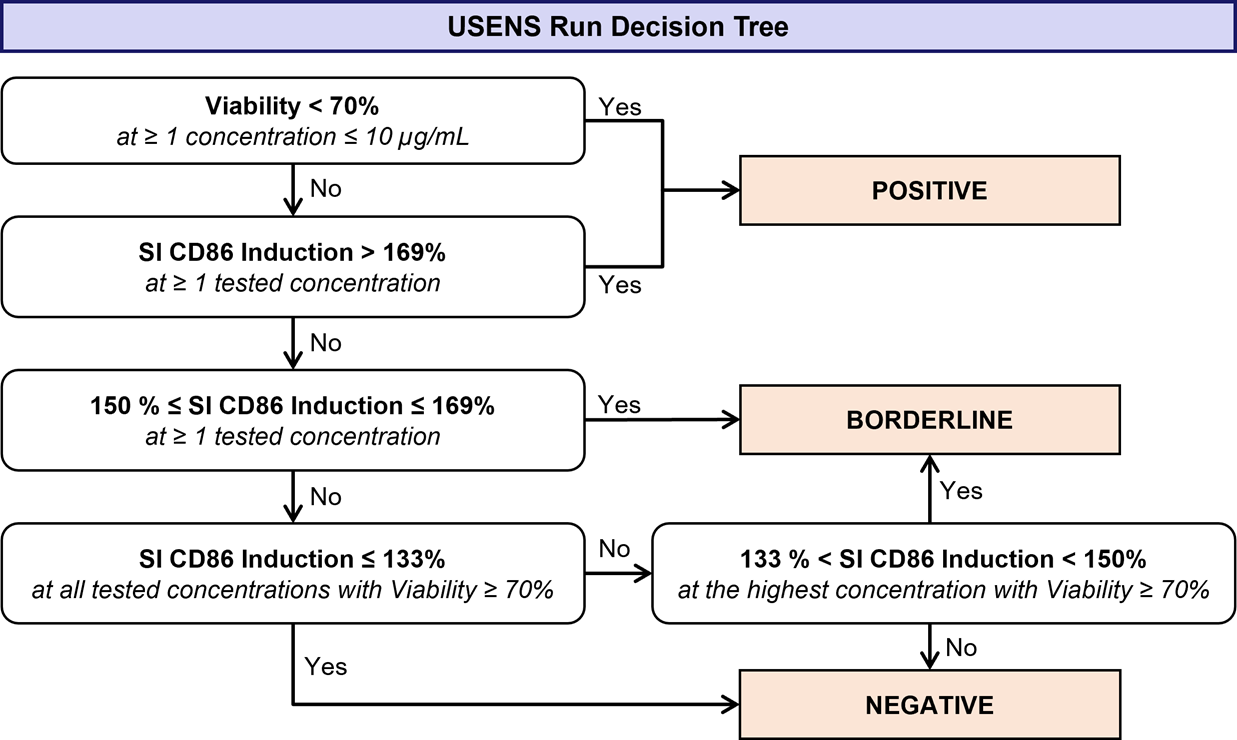 USENS Run Decision Tree
Viability < 70%
at ≥ 1 concentration ≤ 10 µg/mL
Yes
No
POSITIVE
SI CD86 Induction > 169%
at ≥ 1 tested concentration
Yes
No
150 % ≤ SI CD86 Induction ≤ 169%
at ≥ 1 tested concentration
Yes
BORDERLINE
No
Yes
SI CD86 Induction ≤ 133%
at all tested concentrations with Viability ≥ 70%
No
133 % < SI CD86 Induction < 150%
at the highest concentration with Viability ≥ 70%
Yes
No
NEGATIVE